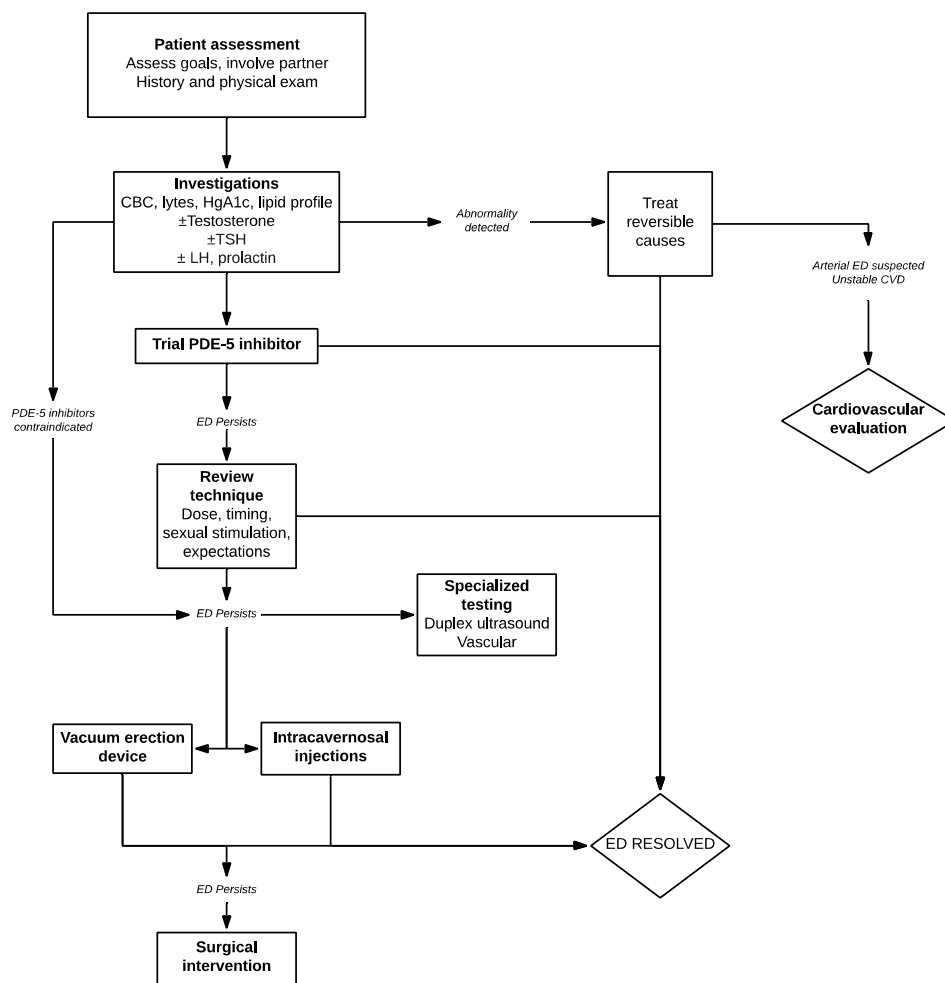 Patient assessment
Assess goals, involve partner
History and physical exam
Investigations
CBC, lytes, HgA1c, lipid profile
±Testosterone
±TSH
± LH, prolactin
Abnormality
detected
Treat
reversible
causes
Arterial ED suspected
Unstable CVD
Cardiovascular
evaluation
Trial PDE-5 inhibitor
PDE-5 inhibitors
contraindicated
ED Persists
Review
technique
Dose, timing,
sexual stimulation,
expectations
ED Persists
Specialized
testing
Duplex ultrasound
Vascular
Vacuum erection
device
Intracavernosal
injections
ED RESOLVED
ED Persists
Surgical
intervention